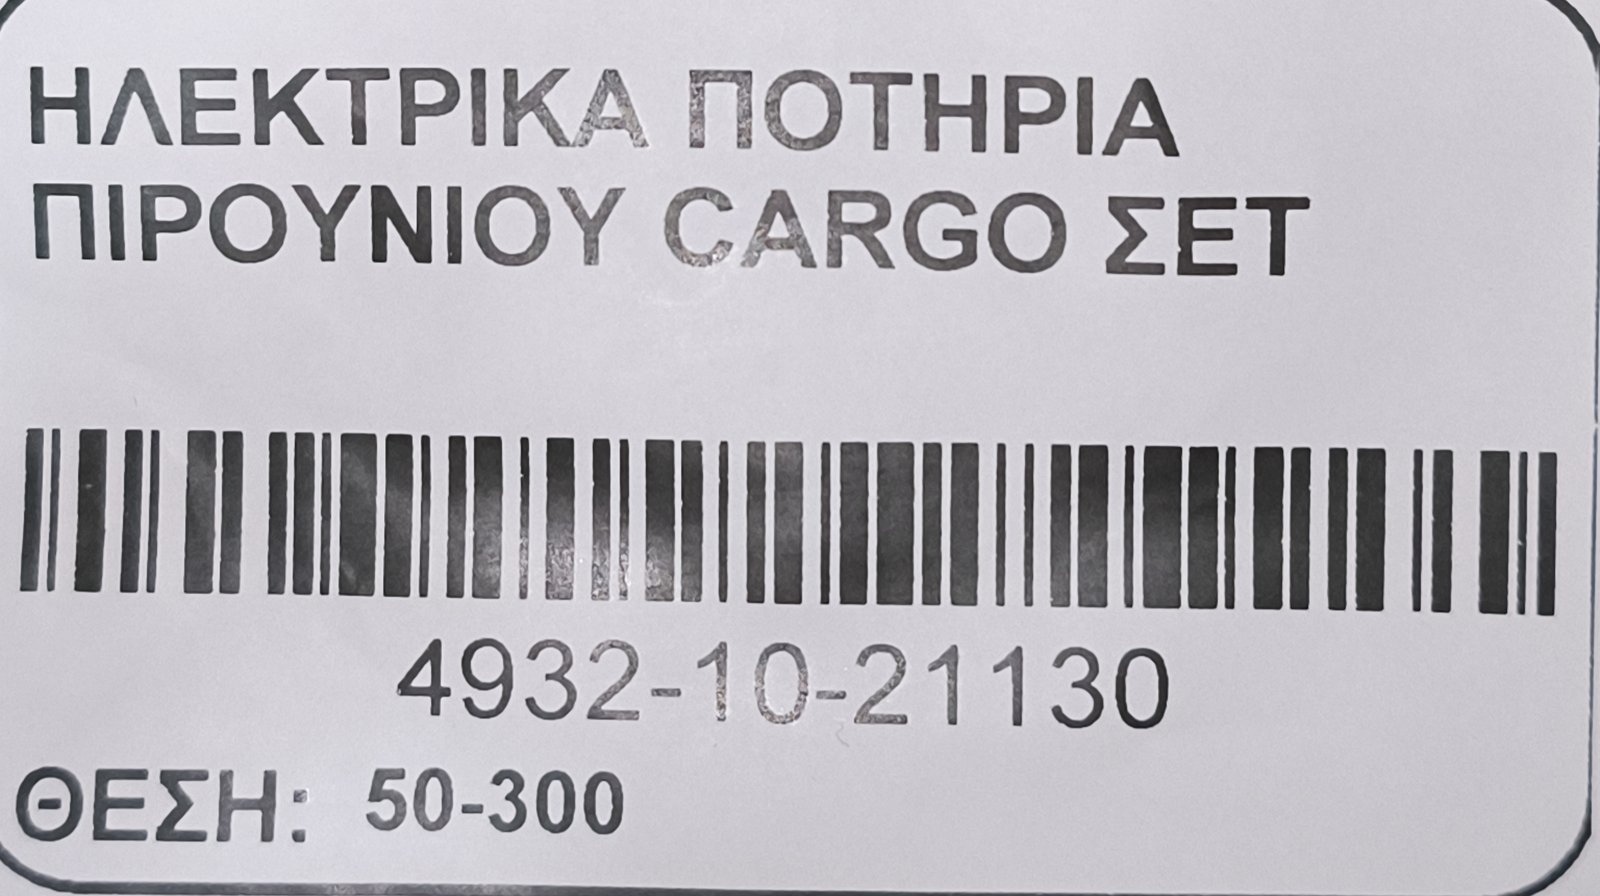 ΗΛΕΚΤΡΙΚΑ ΠΟΤΗΡΙΑ
ΠΙΡΟΥΝΙΟΥ CARGO ΣΕΤ
4932-10-21130
ΘΕΣΗ: 50-300